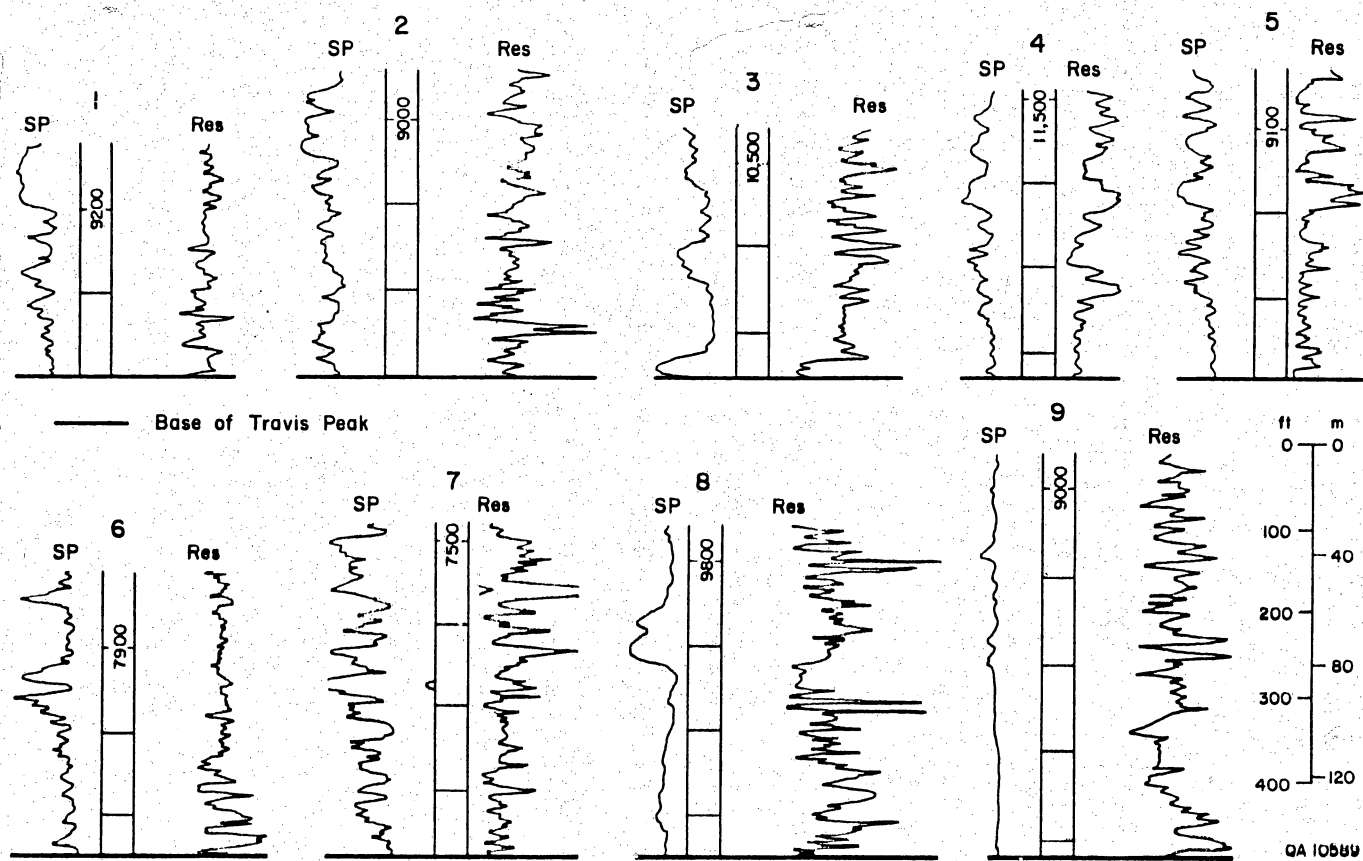 1
SP
Res
9200
2
SP
Res
9000
3
SP
Res
10,500
4
SP
Res
11,500
5
SP
Res
9100
Base of Travis Peak
6
SP
Res
7900
7
SP
Res
7500
8
SP
Res
9800
9
SP
Res
9000
ft m
0 0
100 40
200
80
300
120
400
QA 10589